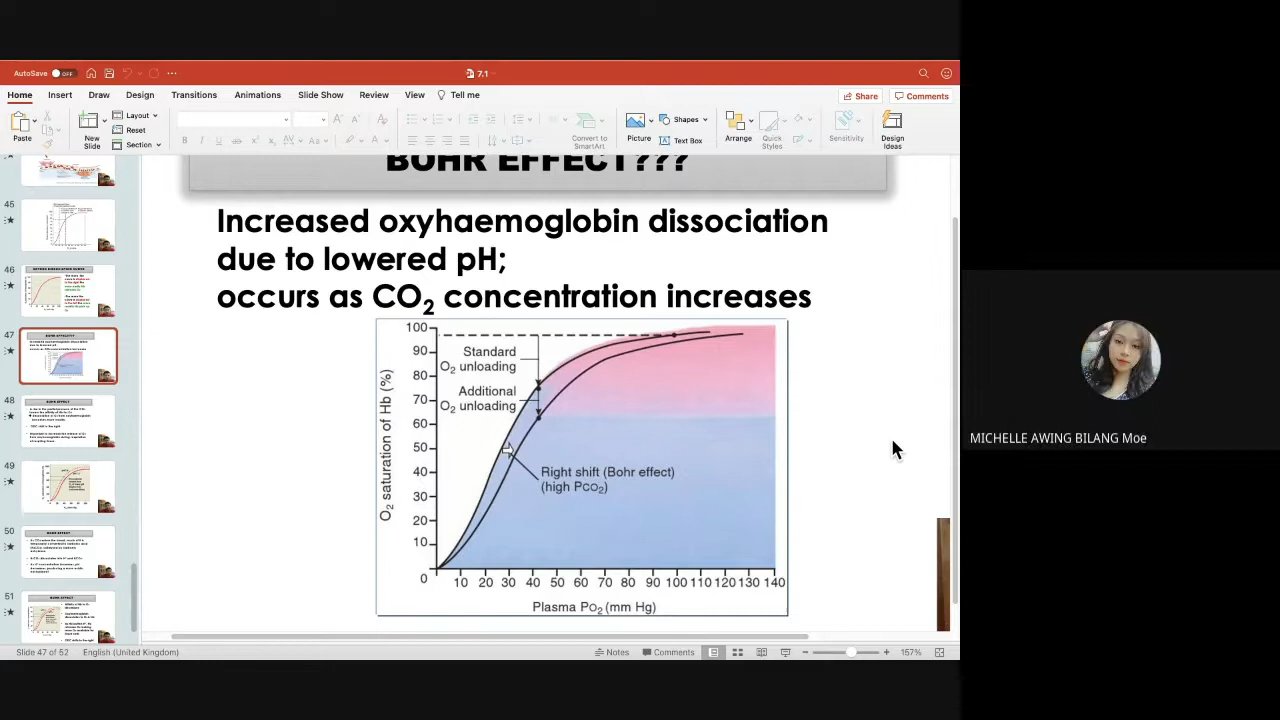 AutoSave OFF 7.1
Home Insert Draw Design Transitions Animations Slide Show Review View Tell me Share Comments
Paste New Slide Layout Reset Section Convert to SmartArt Picture Shapes Text Box Arrange Quick Styles Sensitivity Design Ideas
BOHR EFFECT???
Increased oxyhaemoglobin dissociation
due to lowered pH;
occurs as CO2 concentration increases
100
90
80
70
60
50
40
30
20
10
0
O2 saturation of Hb (%)
Standard
O2 unloading
Additional
O2 unloading
Right shift (Bohr effect)
(high PCO2)
10 20 30 40 50 60 70 80 90 100 110 120 130 140
Plasma PO2 (mm Hg)
45
46
47
48
49
50
51
MICHELLE AWING BILANG Moe
Slide 47 of 52 English (United Kingdom) Notes Comments 157%